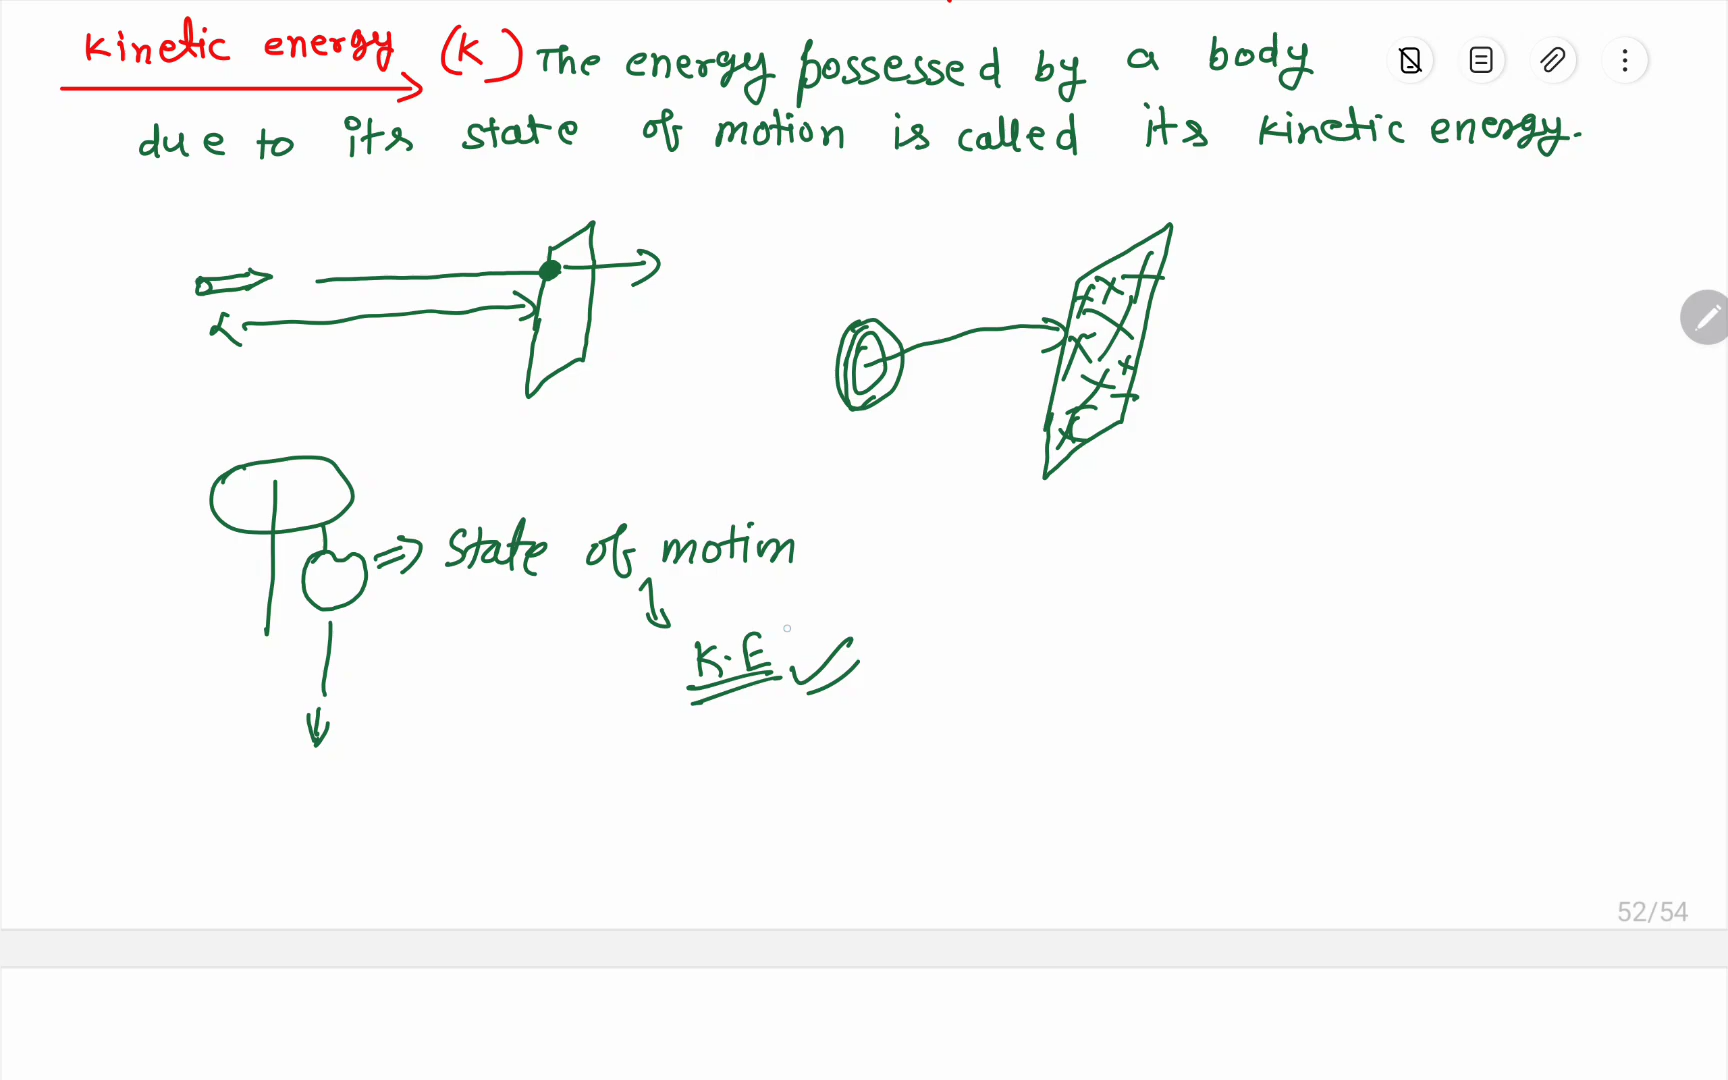 Kinetic energy (K) The energy possessed by a body
due to its state of motion is called its kinetic energy.
⇒ State of motion
K.E ✓
52/54